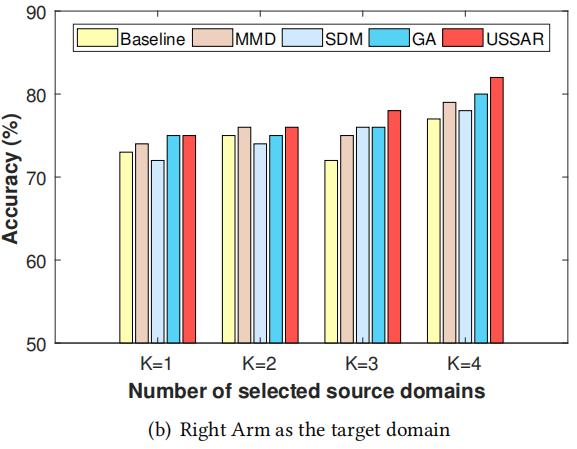 90
Baseline MMD SDM GA USSAR
80
70
60
50
Accuracy (%)
K=1 K=2 K=3 K=4
Number of selected source domains
(b) Right Arm as the target domain